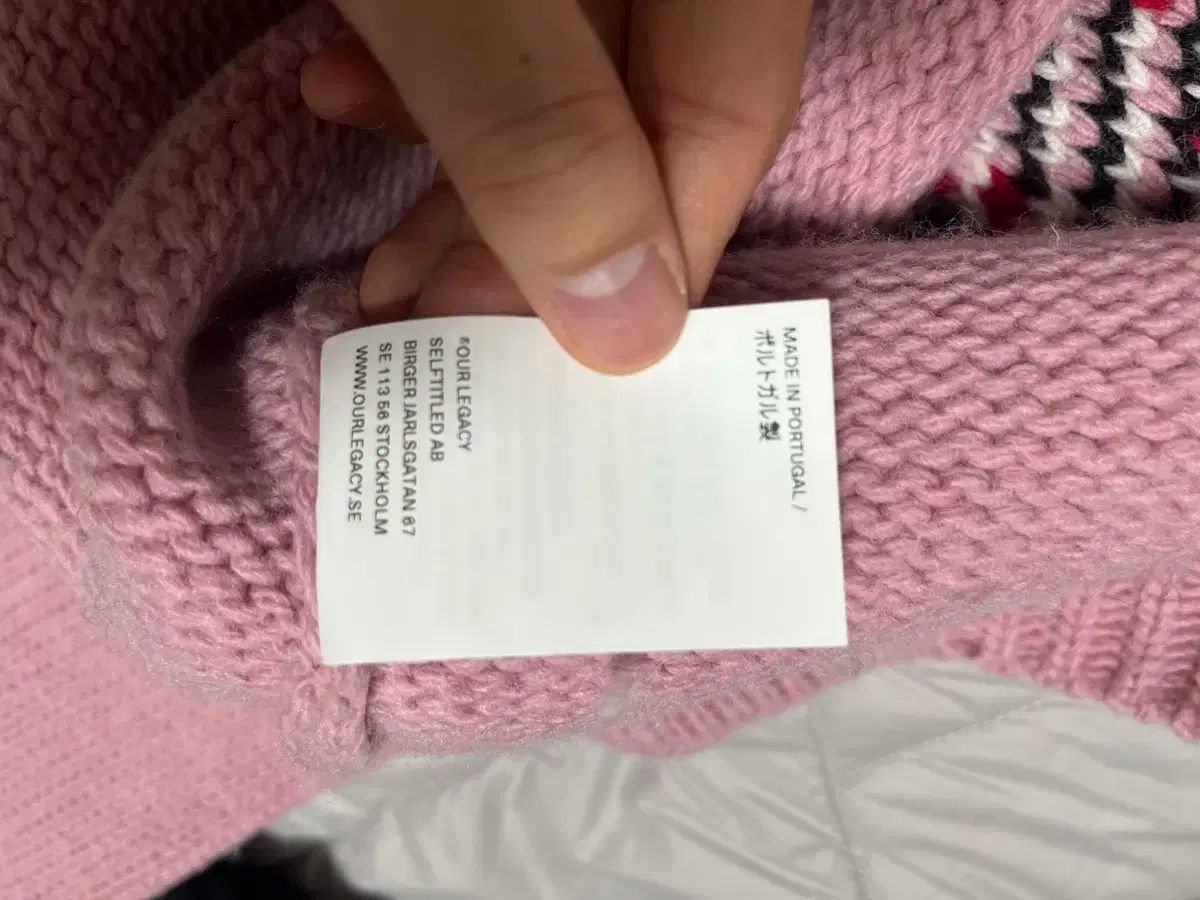 MADE IN PORTUGAL /
ポルトガル製
®OUR LEGACY
SELFTITLED AB
BIRGER JARLSGATAN 67
SE 113 56 STOCKHOLM
WWW.OURLEGACY.SE